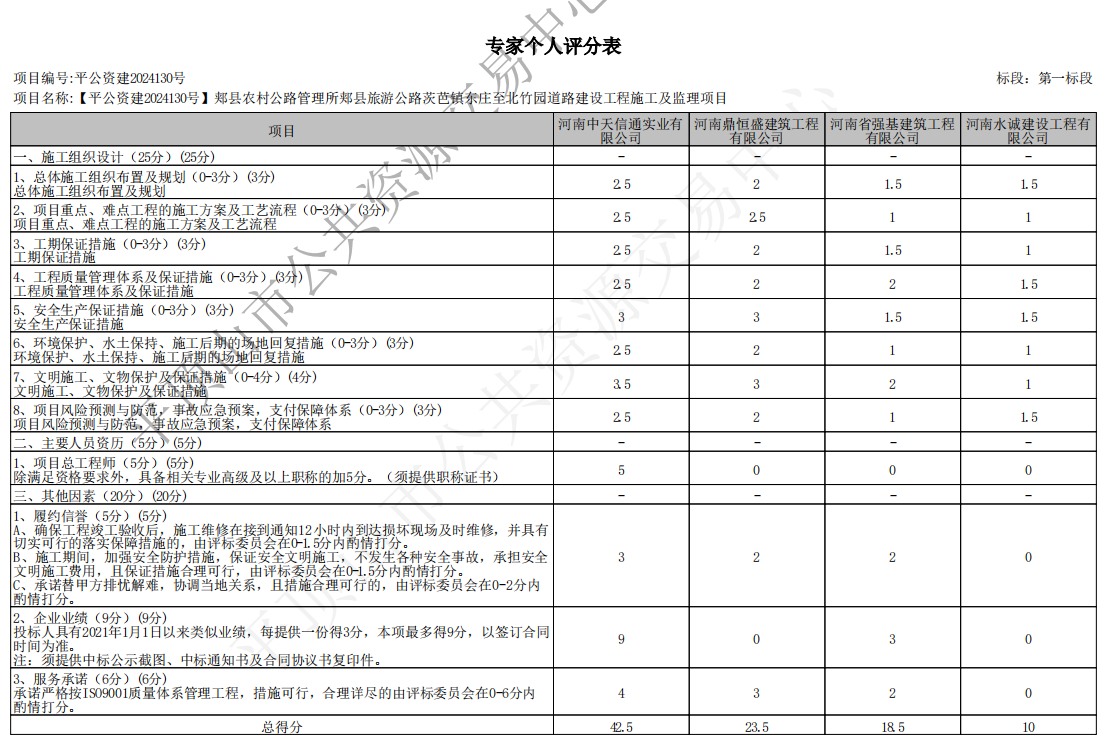 专家个人评分表
项目编号:平公资建2024130号
标段: 第一标段
项目名称:【平公资建2024130号】郏县农村公路管理所郏县旅游公路茨芭镇东庄至北竹园道路建设工程施工及监理项目
项目
河南中天信通实业有
限公司
河南鼎恒盛建筑工程
有限公司
河南省强基建筑工程
有限公司
河南水诚建设工程有
限公司
一、施工组织设计（25分）(25分)
- - - -
1、总体施工组织布置及规划（0-3分）(3分)
总体施工组织布置及规划
2.5 2 1.5 1.5
2、项目重点、难点工程的施工方案及工艺流程（0-3分）(3分)
项目重点、难点工程的施工方案及工艺流程
2.5 2.5 1 1
3、工期保证措施（0-3分）(3分)
工期保证措施
2.5 2 1.5 1
4、工程质量管理体系及保证措施（0-3分）(3分)
工程质量管理体系及保证措施
2.5 2 2 1.5
5、安全生产保证措施（0-3分）(3分)
安全生产保证措施
3 3 1.5 1.5
6、环境保护、水土保持、施工后期的场地回复措施（0-3分）(3分)
环境保护、水土保持、施工后期的场地回复措施
2.5 2 1 1
7、文明施工、文物保护及保证措施（0-4分）(4分)
文明施工、文物保护及保证措施
3.5 3 2 1
8、项目风险预测与防范，事故应急预案，支付保障体系（0-3分）(3分)
项目风险预测与防范，事故应急预案，支付保障体系
2.5 2 1 1.5
二、主要人员资历（5分）(5分)
- - - -
1、项目总工程师（5分）(5分)
除满足资格要求外，具备相关专业高级及以上职称的加5分。（须提供职称证书）
5 0 0 0
三、其他因素（20分）(20分)
- - - -
1、履约信誉（5分）(5分)
A、确保工程竣工验收后，施工维修在接到通知12小时内到达损坏现场及时维修，并具有
切实可行的落实保障措施的，由评标委员会在0-1.5分内酌情打分。
B、施工期间，加强安全防护措施，保证安全文明施工，不发生各种安全事故，承担安全
文明施工费用，且保证措施合理可行，由评标委员会在0-1.5分内酌情打分。
C、承诺替甲方排忧解难，协调当地关系，且措施合理可行的，由评标委员会在0-2分内
酌情打分。
3 2 2 0
2、企业业绩（9分）(9分)
投标人具有2021年1月1日以来类似业绩，每提供一份得3分，本项最多得9分，以签订合同
时间为准。
注：须提供中标公示截图、中标通知书及合同协议书复印件。
9 0 3 0
3、服务承诺（6分）(6分)
承诺严格按ISO9001质量体系管理工程，措施可行，合理详尽的由评标委员会在0-6分内
酌情打分。
4 3 2 0
总得分
42.5 23.5 18.5 10
平顶山市公共资源交易中心
平顶山市公共资源交易中心